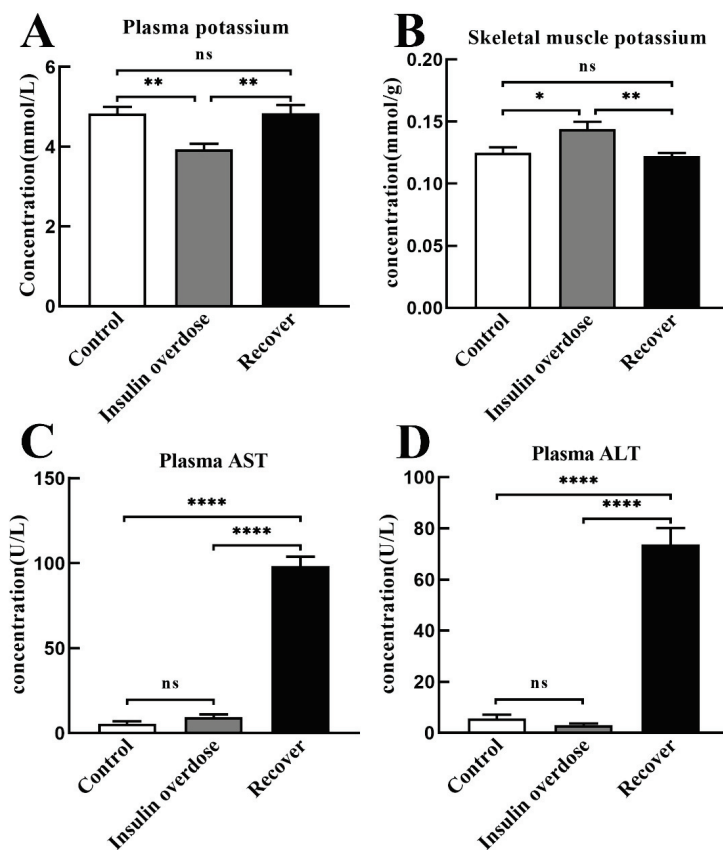 A
Plasma potassium
ns
** **
Concentration(mmol/L)
6
4
2
0
Control
Insulin overdose
Recover
B
Skeletal muscle potassium
ns
* **
concentration(mmol/g)
0.20
0.15
0.10
0.05
0.00
Control
Insulin overdose
Recover
C
Plasma AST
****
****
ns
concentration(U/L)
150
100
50
0
Control
Insulin overdose
Recover
D
Plasma ALT
****
****
ns
concentration(U/L)
100
80
60
40
20
0
Control
Insulin overdose
Recover